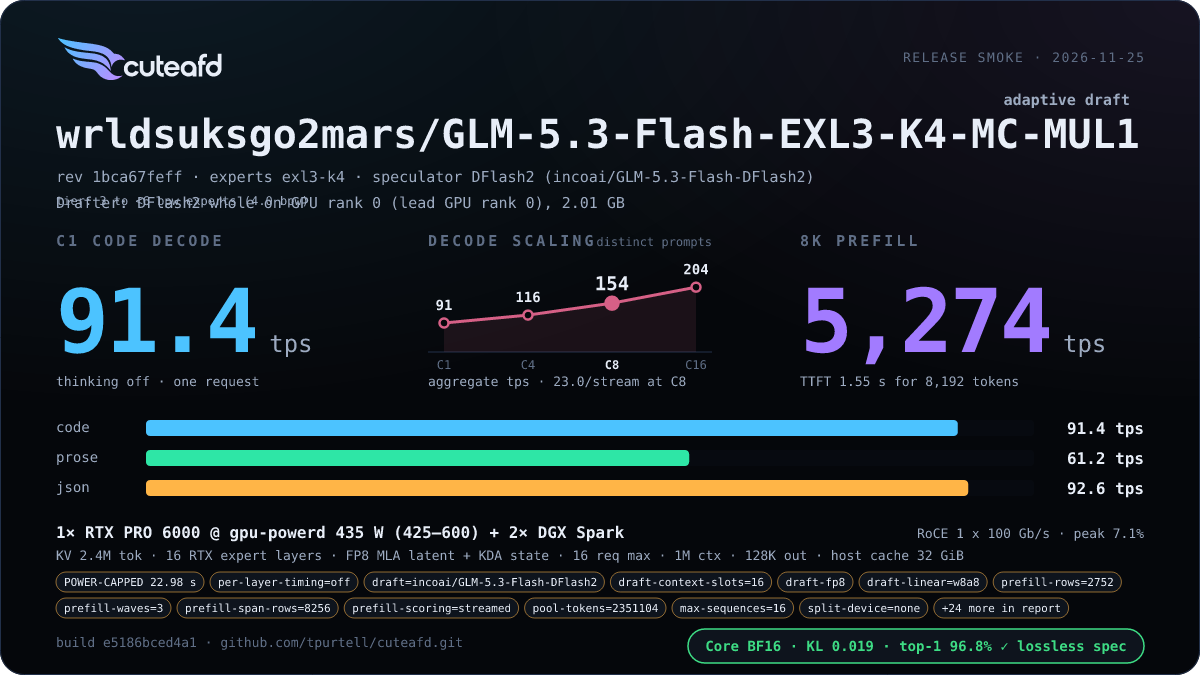 cuteafd
RELEASE SMOKE · 2026-11-25
adaptive draft
wrldsuksgo2mars/GLM-5.3-Flash-EXL3-K4-MC-MUL1
rev 1bca67feff · experts exl3-k4 · speculator DFlash2 (incoai/GLM-5.3-Flash-DFlash2)
Drafter: DFlash2 whole on GPU rank 0 (lead GPU rank 0), 2.01 GB
C1 CODE DECODE
91.4 tps
thinking off · one request
DECODE SCALING distinct prompts
91 116 154 204
C1 C4 C8 C16
aggregate tps · 23.0/stream at C8
8K PREFILL
5,274 tps
TTFT 1.55 s for 8,192 tokens
code 91.4 tps
prose 61.2 tps
json 92.6 tps
1× RTX PRO 6000 @ gpu-powerd 435 W (425–600) + 2× DGX Spark
RoCE 1 x 100 Gb/s · peak 7.1%
KV 2.4M tok · 16 RTX expert layers · FP8 MLA latent + KDA state · 16 req max · 1M ctx · 128K out · host cache 32 GiB
POWER-CAPPED 22.98 s per-layer-timing=off draft=incoai/GLM-5.3-Flash-DFlash2 draft-context-slots=16 draft-fp8 draft-linear=w8a8 prefill-rows=2752
prefill-waves=3 prefill-span-rows=8256 prefill-scoring=streamed pool-tokens=2351104 max-sequences=16 split-device=none +24 more in report
build e5186bced4a1 · github.com/tpurtell/cuteafd.git
Core BF16 · KL 0.019 · top-1 96.8% ✓ lossless spec